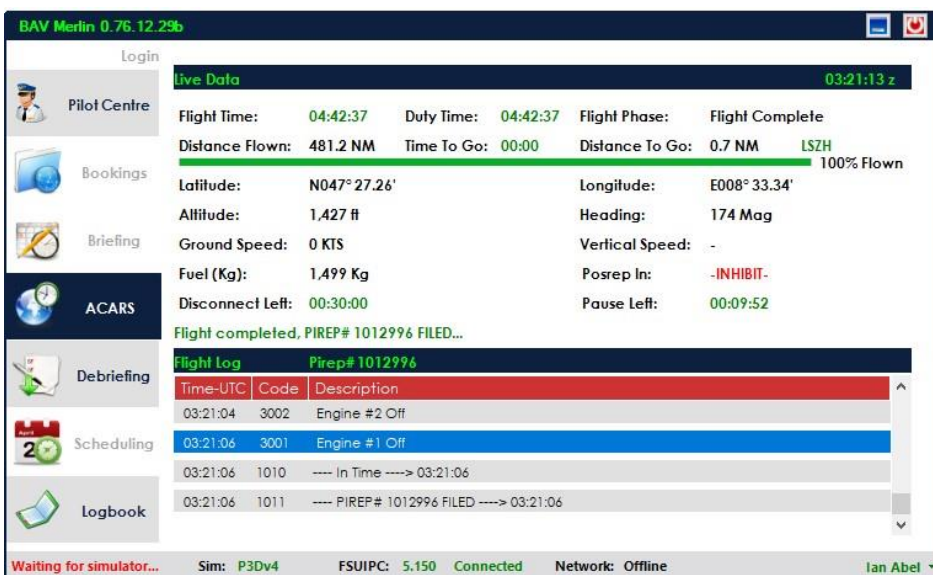 BAV Merlin 0.76.12.29b
Login
Pilot Centre
Bookings
Briefing
ACARS
Debriefing
April
2
Scheduling
Logbook
Live Data 03:21:13 z
Flight Time: 04:42:37 Duty Time: 04:42:37 Flight Phase: Flight Complete
Distance Flown: 481.2 NM Time To Go: 00:00 Distance To Go: 0.7 NM LSZH
100% Flown
Latitude: N047° 27.26' Longitude: E008° 33.34'
Altitude: 1,427 ft Heading: 174 Mag
Ground Speed: 0 KTS Vertical Speed: -
Fuel (Kg): 1,499 Kg Posrep In: -INHIBIT-
Disconnect Left: 00:30:00 Pause Left: 00:09:52
Flight completed, PIREP# 1012996 FILED...
Flight Log Pirep# 1012996
Time-UTC Code Description
03:21:04 3002 Engine #2 Off
03:21:06 3001 Engine #1 Off
03:21:06 1010 ---- In Time ----> 03:21:06
03:21:06 1011 ---- PIREP# 1012996 FILED ----> 03:21:06
Waiting for simulator... Sim: P3Dv4 FSUIPC: 5.150 Connected Network: Offline Ian Abel